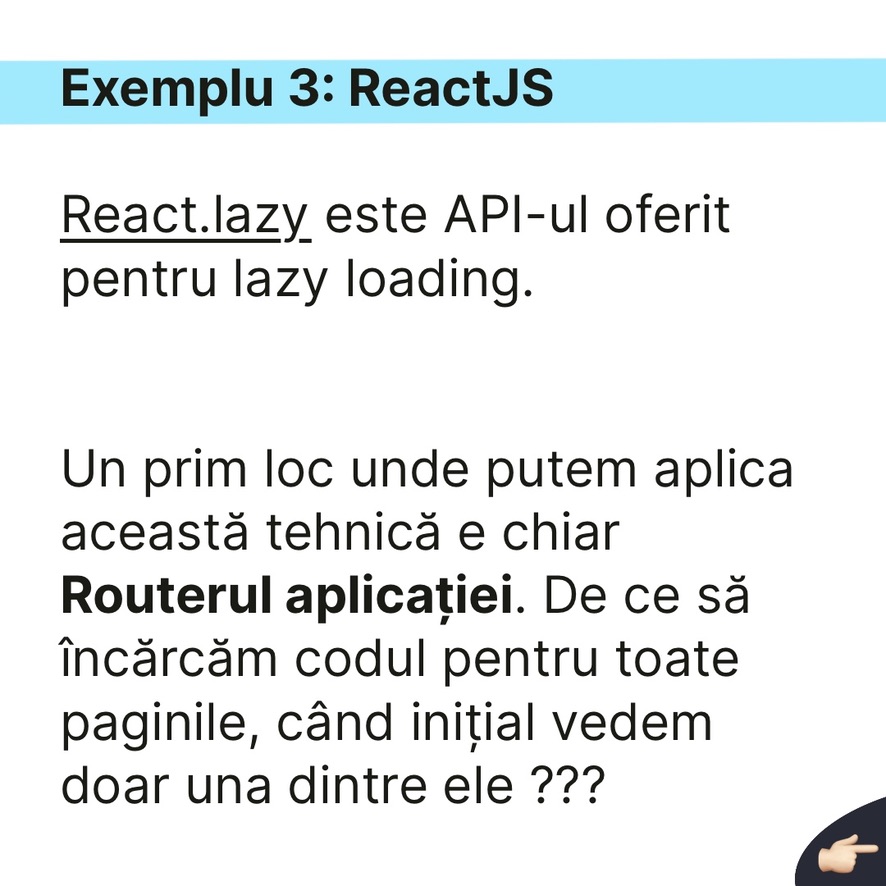 Exemplu 3: ReactJS
React.lazy este API-ul oferit
pentru lazy loading.
Un prim loc unde putem aplica
această tehnică e chiar
Routerul aplicației. De ce să
încărcăm codul pentru toate
paginile, când inițial vedem
doar una dintre ele ???